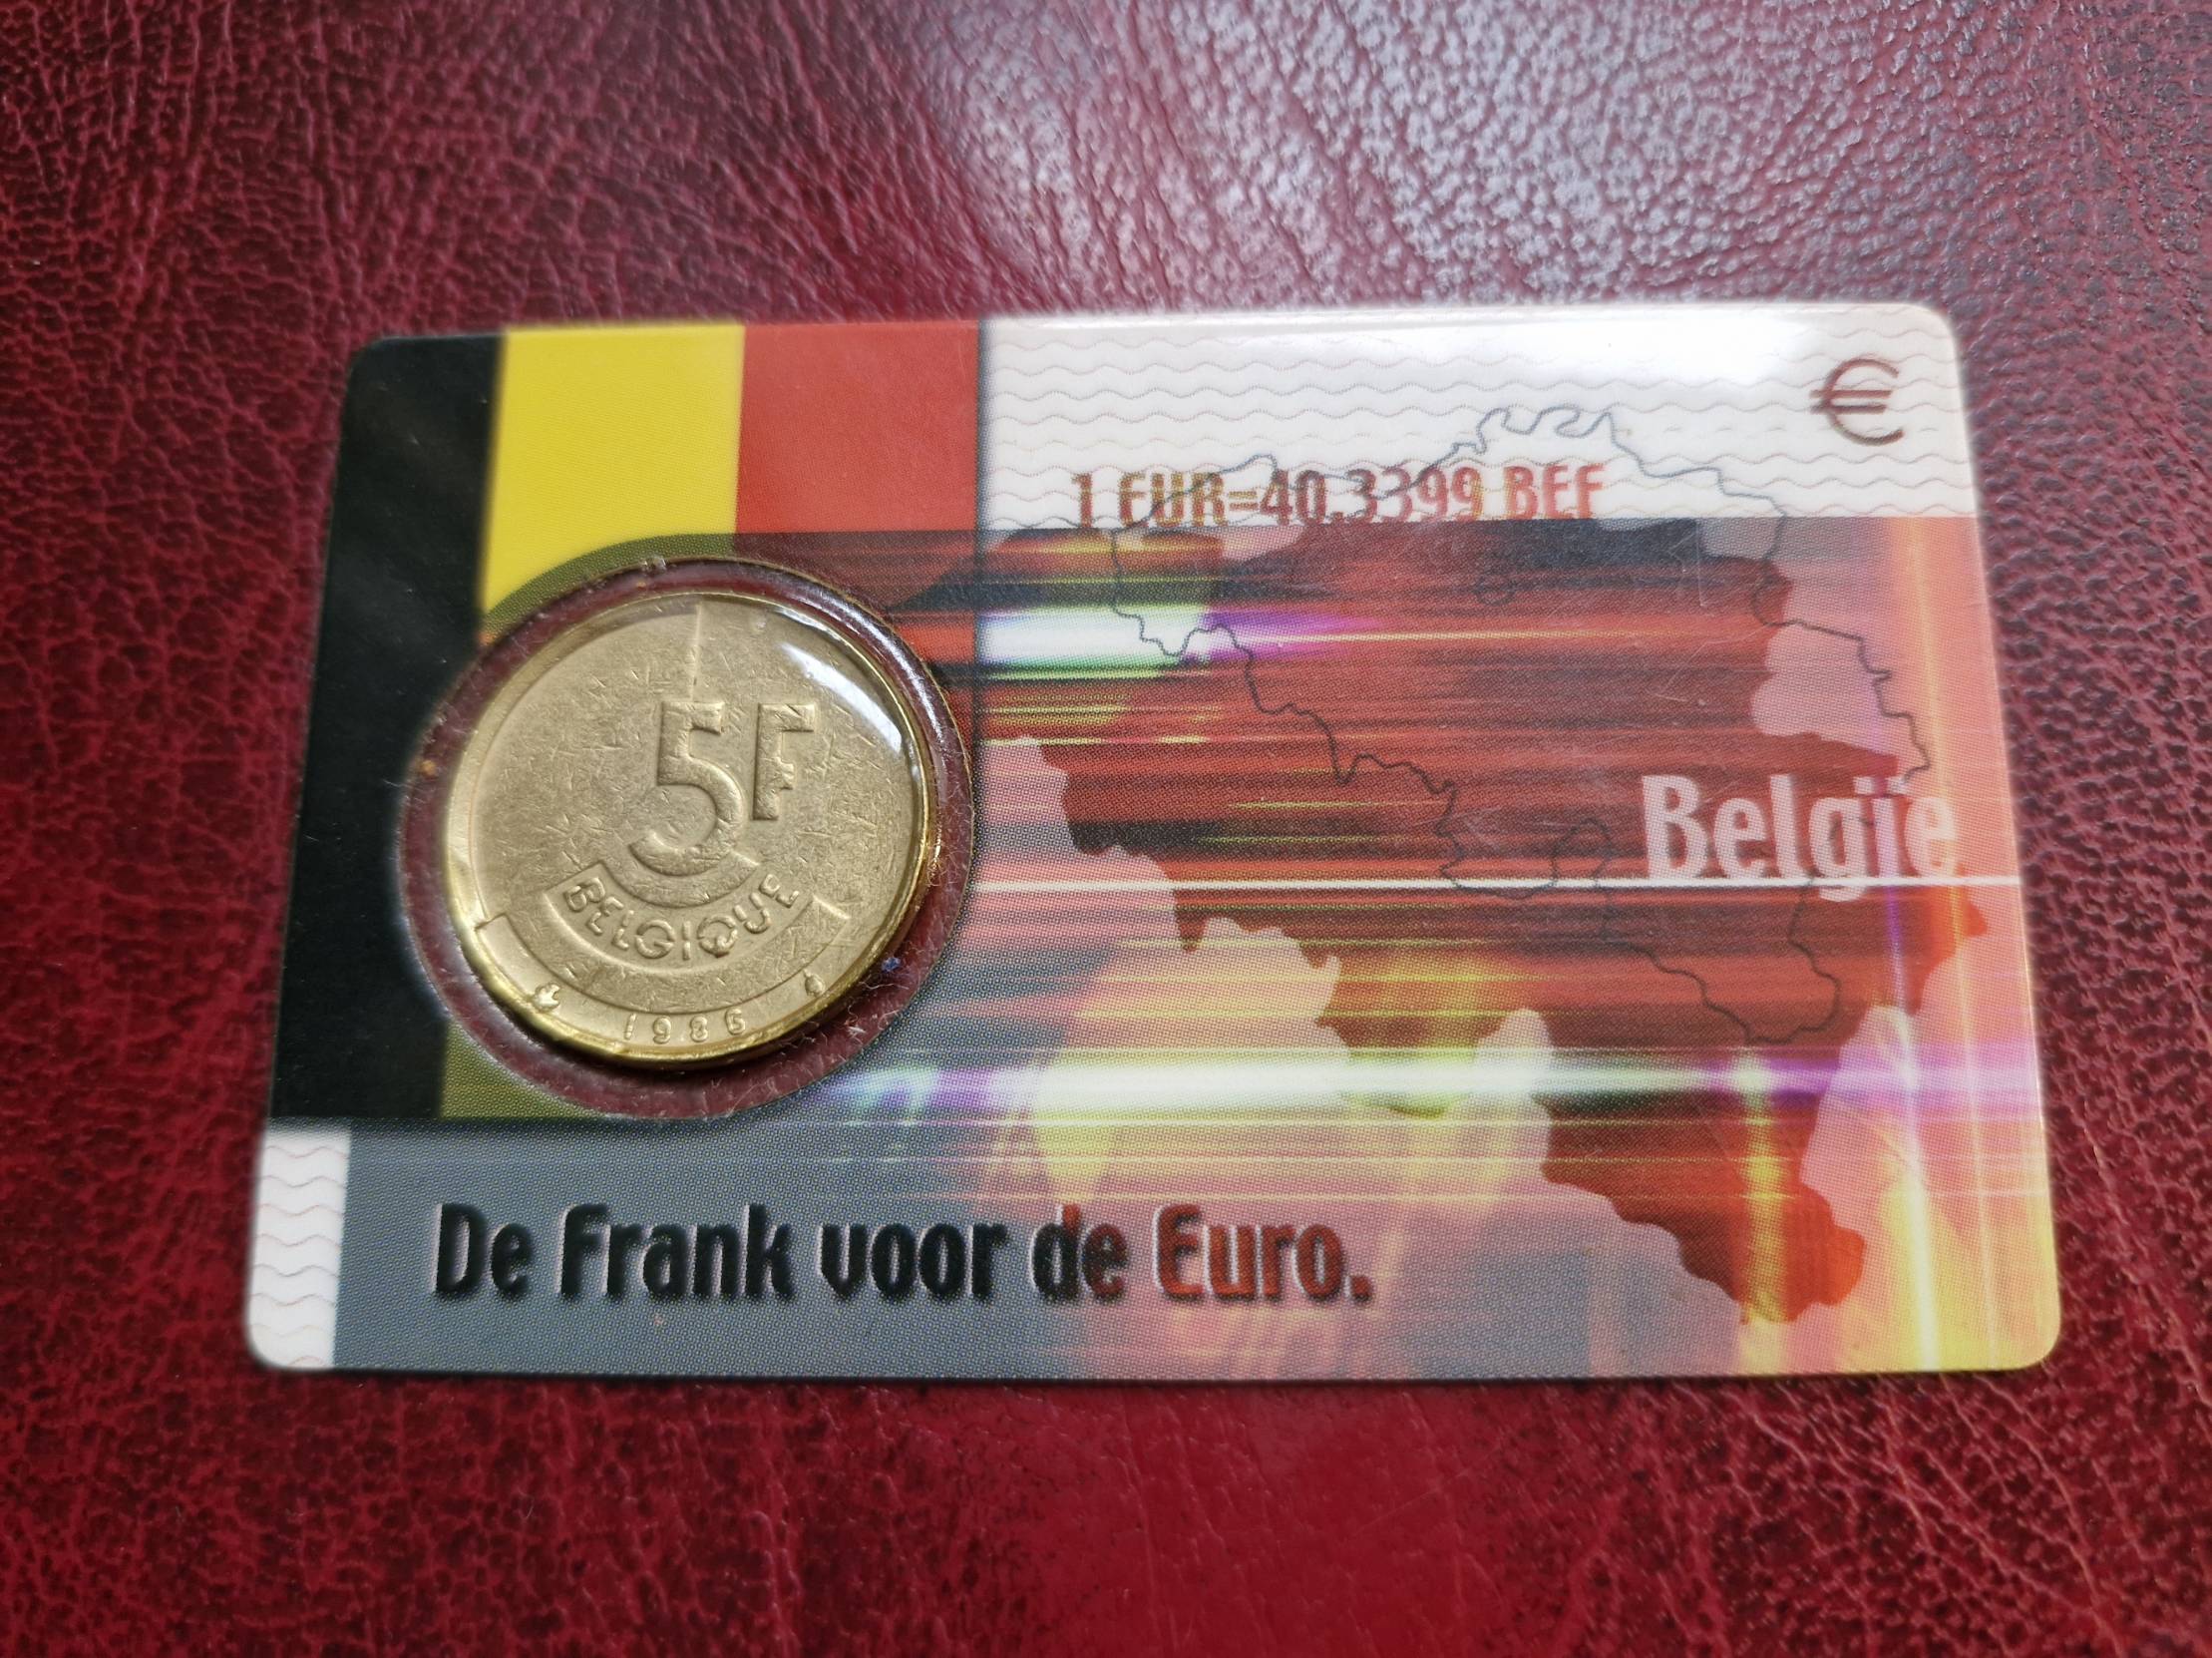 €
1 EUR=40.3399 BEF
5F
BELGIQUE
1986
België
De Frank voor de Euro.